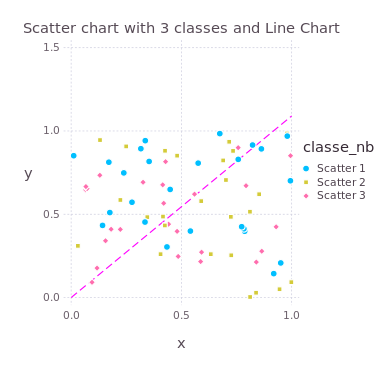 Scatter chart with 3 classes and Line Chart
1.5
1.0
y
0.5
0.0
0.0 0.5 1.0
x
classe_nb
Scatter 1
Scatter 2
Scatter 3